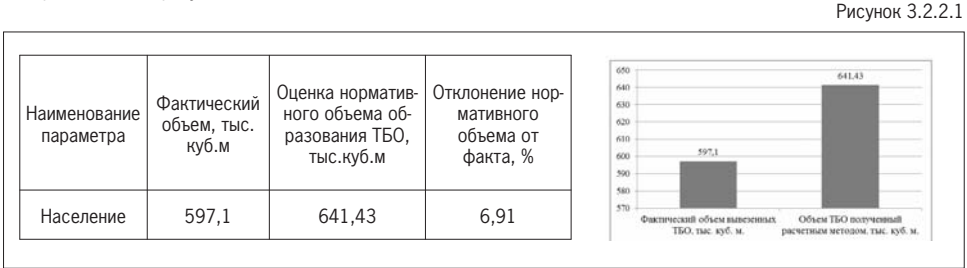 Рисунок 3.2.2.1
Наименование
параметра
Фактический
объем, тыс.
куб.м
Оценка норматив-
ного объема об-
разования ТБО,
тыс.куб.м
Отклонение нор-
мативного
объема от
факта, %
Население
597,1
641,43
6,91
650
640
630
620
610
600
590
580
570
597,1
641,43
Фактический объем вывезенных
ТБО, тыс. куб. м.
Объем ТБО полученный
расчетным методом, тыс. куб. м.